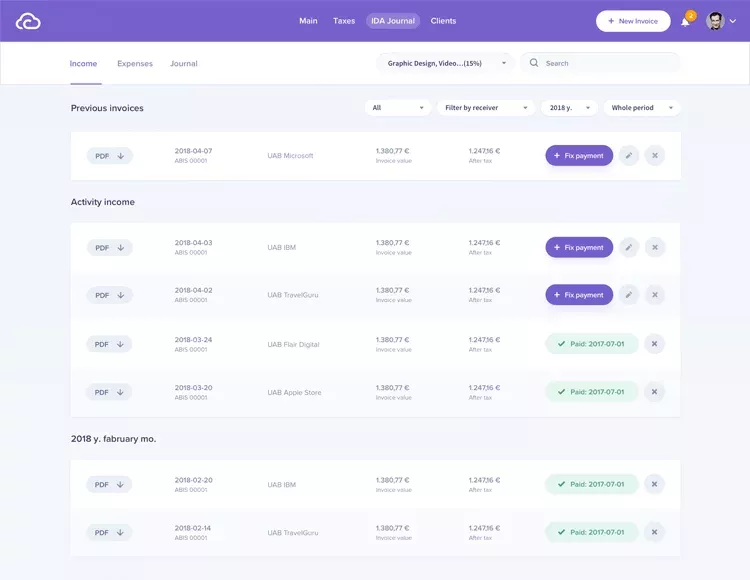 Main Taxes IDA Journal Clients + New Invoice 2
Income Expenses Journal Graphic Design, Video...(15%) Search
Previous invoices All Filter by receiver 2018 y. Whole period
PDF 2018-04-07 UAB Microsoft 1.380,77 € 1.247,16 € + Fix payment
ABIS 00001 Invoice value After tax
Activity income
PDF 2018-04-03 UAB IBM 1.380,77 € 1.247,16 € + Fix payment
ABIS 00001 Invoice value After tax
PDF 2018-04-02 UAB TravelGuru 1.380,77 € 1.247,16 € + Fix payment
ABIS 00001 Invoice value After tax
PDF 2018-03-24 UAB Flair Digital 1.380,77 € 1.247,16 € Paid: 2017-07-01
ABIS 00001 Invoice value After tax
PDF 2018-03-20 UAB Apple Store 1.380,77 € 1.247,16 € Paid: 2017-07-01
ABIS 00001 Invoice value After tax
2018 y. fabruary mo.
PDF 2018-02-20 UAB IBM 1.380,77 € 1.247,16 € Paid: 2017-07-01
ABIS 00001 Invoice value After tax
PDF 2018-02-14 UAB TravelGuru 1.380,77 € 1.247,16 € Paid: 2017-07-01
ABIS 00001 Invoice value After tax